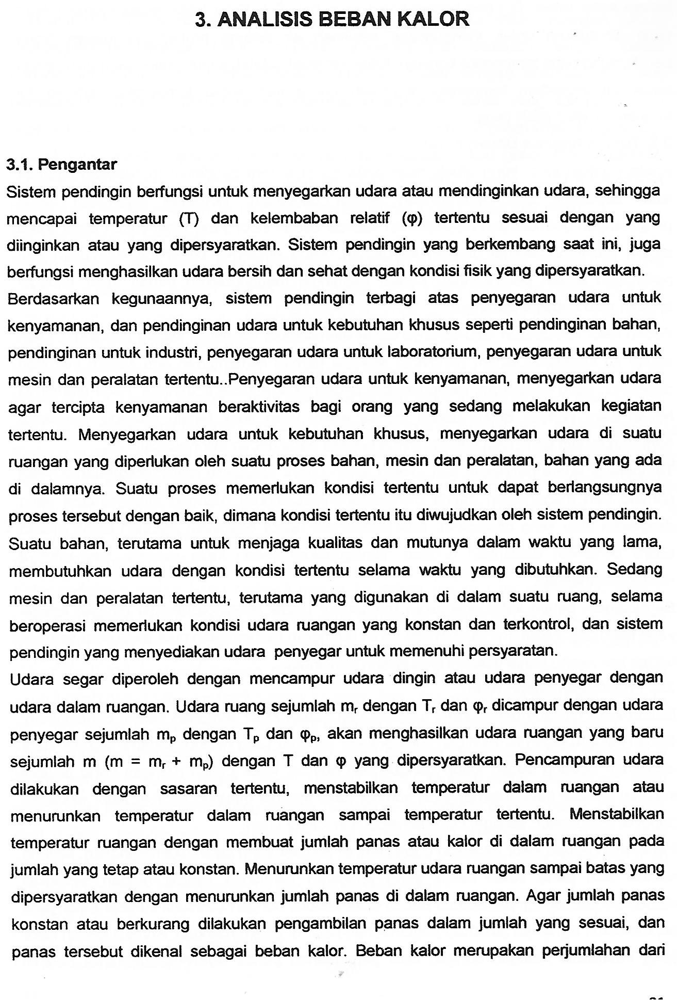 3. ANALISIS BEBAN KALOR
3.1. Pengantar
Sistem pendingin berfungsi untuk menyegarkan udara atau mendinginkan udara, sehingga
mencapai temperatur (T) dan kelembaban relatif (φ) tertentu sesuai dengan yang
diinginkan atau yang dipersyaratkan. Sistem pendingin yang berkembang saat ini, juga
berfungsi menghasilkan udara bersih dan sehat dengan kondisi fisik yang dipersyaratkan.
Berdasarkan kegunaannya, sistem pendingin terbagi atas penyegaran udara untuk
kenyamanan, dan pendinginan udara untuk kebutuhan khusus seperti pendinginan bahan,
pendinginan untuk industri, penyegaran udara untuk laboratorium, penyegaran udara untuk
mesin dan peralatan tertentu..Penyegaran udara untuk kenyamanan, menyegarkan udara
agar tercipta kenyamanan beraktivitas bagi orang yang sedang melakukan kegiatan
tertentu. Menyegarkan udara untuk kebutuhan khusus, menyegarkan udara di suatu
ruangan yang diperlukan oleh suatu proses bahan, mesin dan peralatan, bahan yang ada
di dalamnya. Suatu proses memerlukan kondisi tertentu untuk dapat berlangsungnya
proses tersebut dengan baik, dimana kondisi tertentu itu diwujudkan oleh sistem pendingin.
Suatu bahan, terutama untuk menjaga kualitas dan mutunya dalam waktu yang lama,
membutuhkan udara dengan kondisi tertentu selama waktu yang dibutuhkan. Sedang
mesin dan peralatan tertentu, terutama yang digunakan di dalam suatu ruang, selama
beroperasi memerlukan kondisi udara ruangan yang konstan dan terkontrol, dan sistem
pendingin yang menyediakan udara penyegar untuk memenuhi persyaratan.
Udara segar diperoleh dengan mencampur udara dingin atau udara penyegar dengan
udara dalam ruangan. Udara ruang sejumlah mᵣ dengan Tᵣ dan φᵣ dicampur dengan udara
penyegar sejumlah mₚ dengan Tₚ dan φₚ, akan menghasilkan udara ruangan yang baru
sejumlah m (m = mᵣ + mₚ) dengan T dan φ yang dipersyaratkan. Pencampuran udara
dilakukan dengan sasaran tertentu, menstabilkan temperatur dalam ruangan atau
menurunkan temperatur dalam ruangan sampai temperatur tertentu. Menstabilkan
temperatur ruangan dengan membuat jumlah panas atau kalor di dalam ruangan pada
jumlah yang tetap atau konstan. Menurunkan temperatur udara ruangan sampai batas yang
dipersyaratkan dengan menurunkan jumlah panas di dalam ruangan. Agar jumlah panas
konstan atau berkurang dilakukan pengambilan panas dalam jumlah yang sesuai, dan
panas tersebut dikenal sebagai beban kalor. Beban kalor merupakan perjumlahan dari